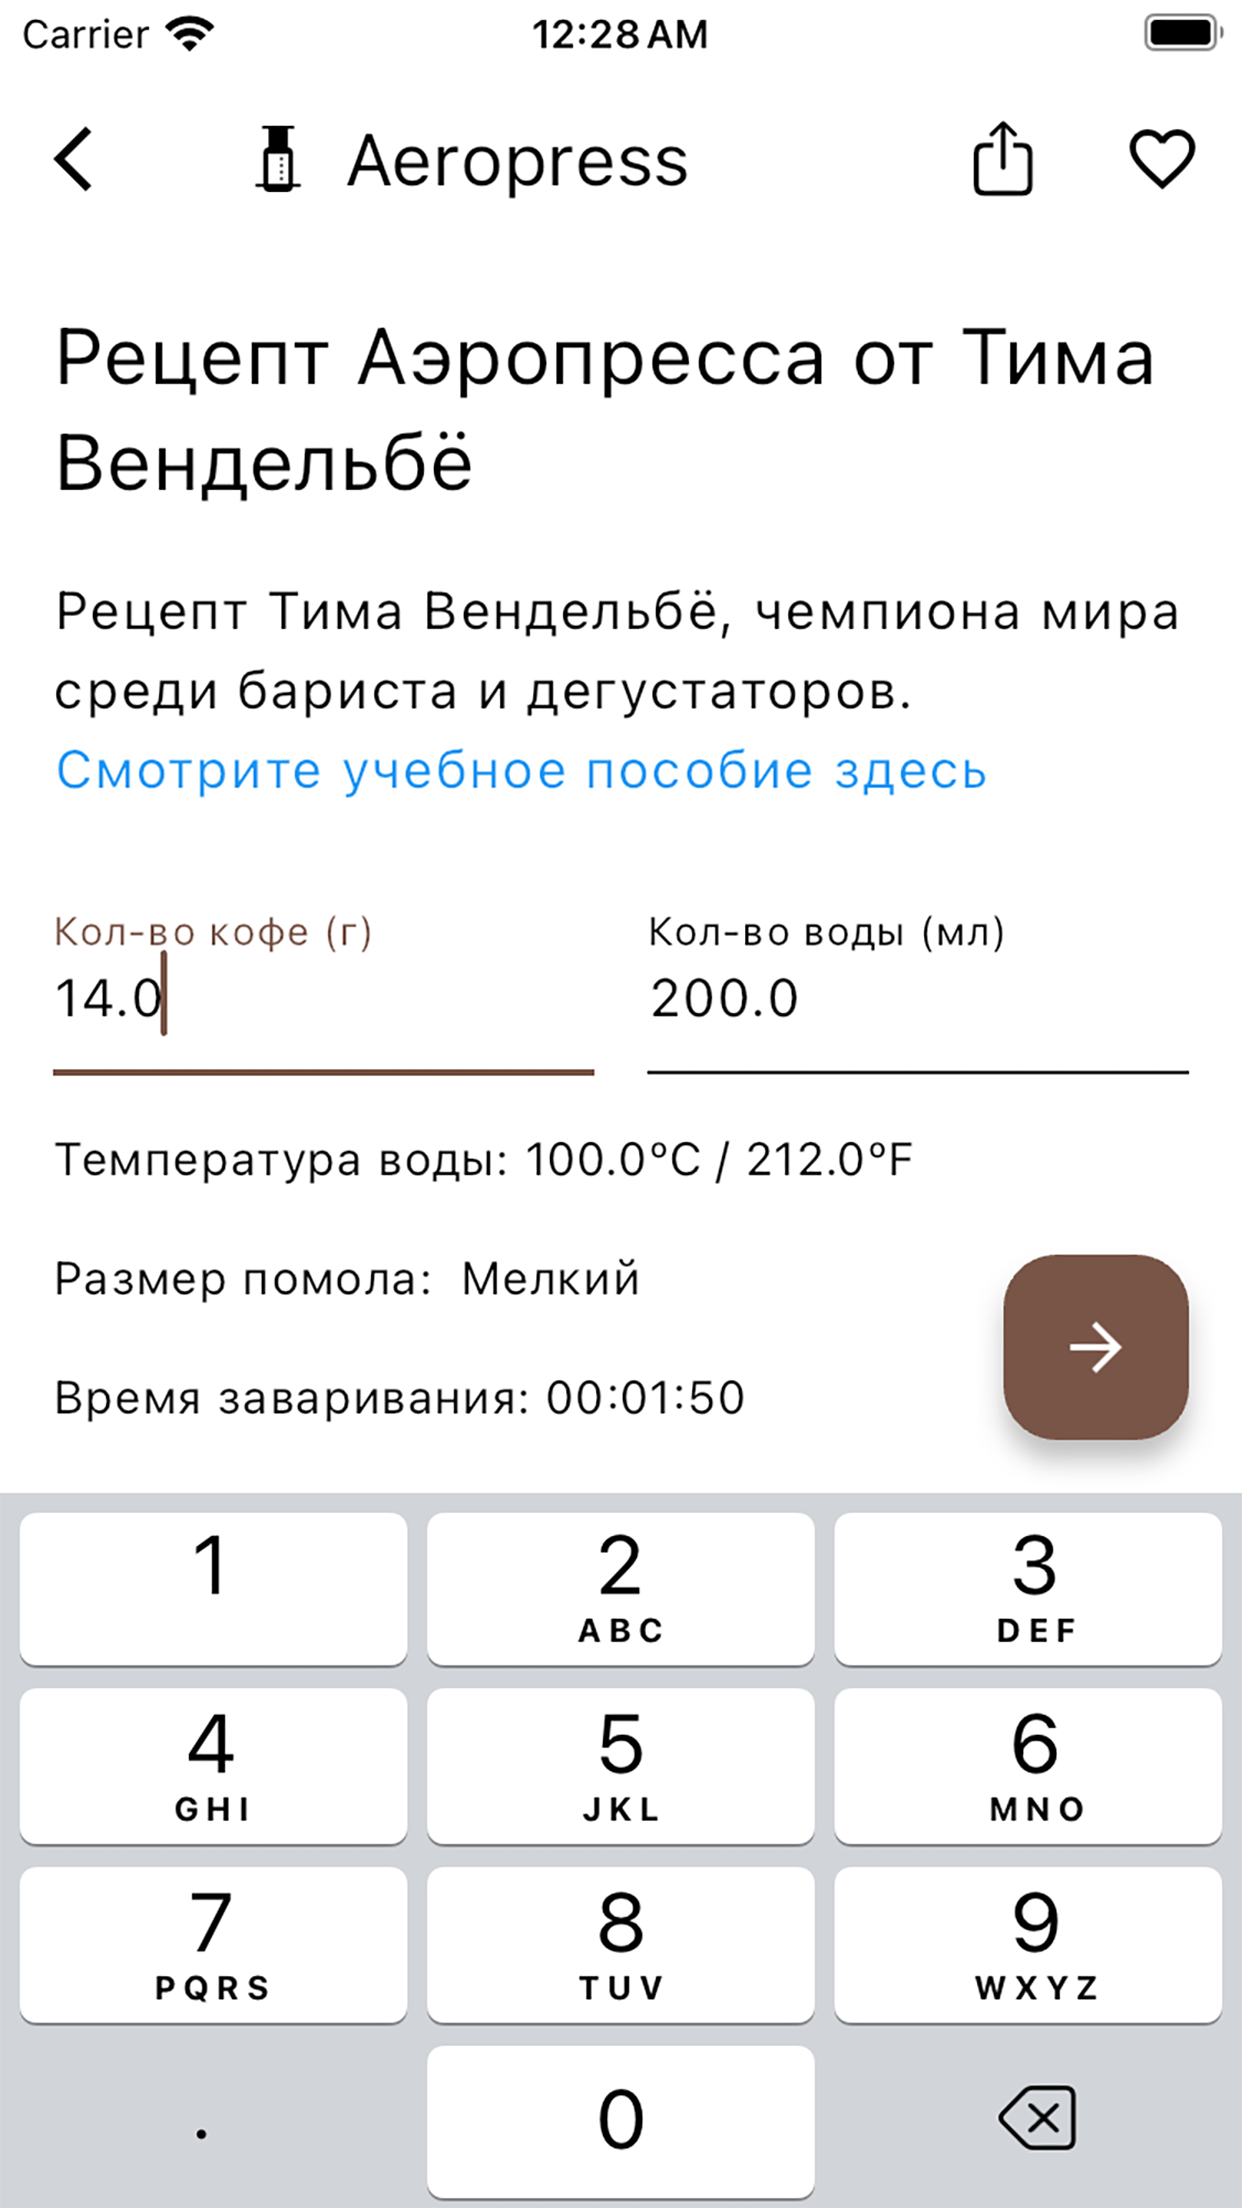 Carrier 12:28 AM
Aeropress
Рецепт Аэропресса от Тима
Вендельбё
Рецепт Тима Вендельбё, чемпиона мира
среди бариста и дегустаторов.
Смотрите учебное пособие здесь
Кол-во кофе (г) Кол-во воды (мл)
14.0 200.0
Температура воды: 100.0ºC / 212.0ºF
Размер помола: Мелкий
Время заваривания: 00:01:50
1 2 3
ABC DEF
4 5 6
GHI JKL MNO
7 8 9
PQRS TUV WXYZ
. 0